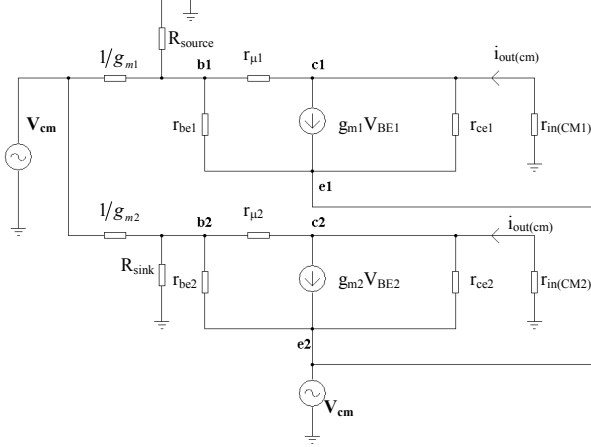 R_source
1/g_m1
b1
r_μ1
c1
i_out(cm)
V_cm
r_be1
g_m1V_BE1
r_ce1
r_in(CM1)
e1
1/g_m2
b2
r_μ2
c2
i_out(cm)
R_sink
r_be2
g_m2V_BE2
r_ce2
r_in(CM2)
e2
V_cm